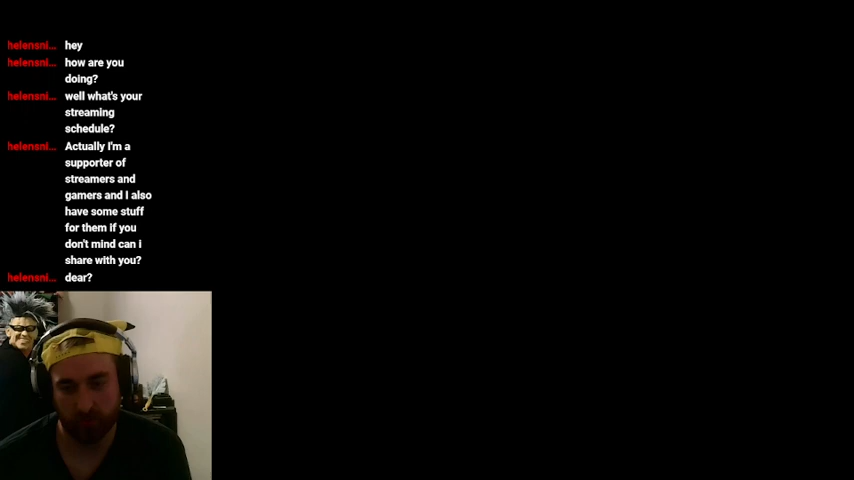 helensni... hey
helensni... how are you
doing?
helensni... well what's your
streaming
schedule?
helensni... Actually I'm a
supporter of
streamers and
gamers and I also
have some stuff
for them if you
don't mind can i
share with you?
helensni... dear?